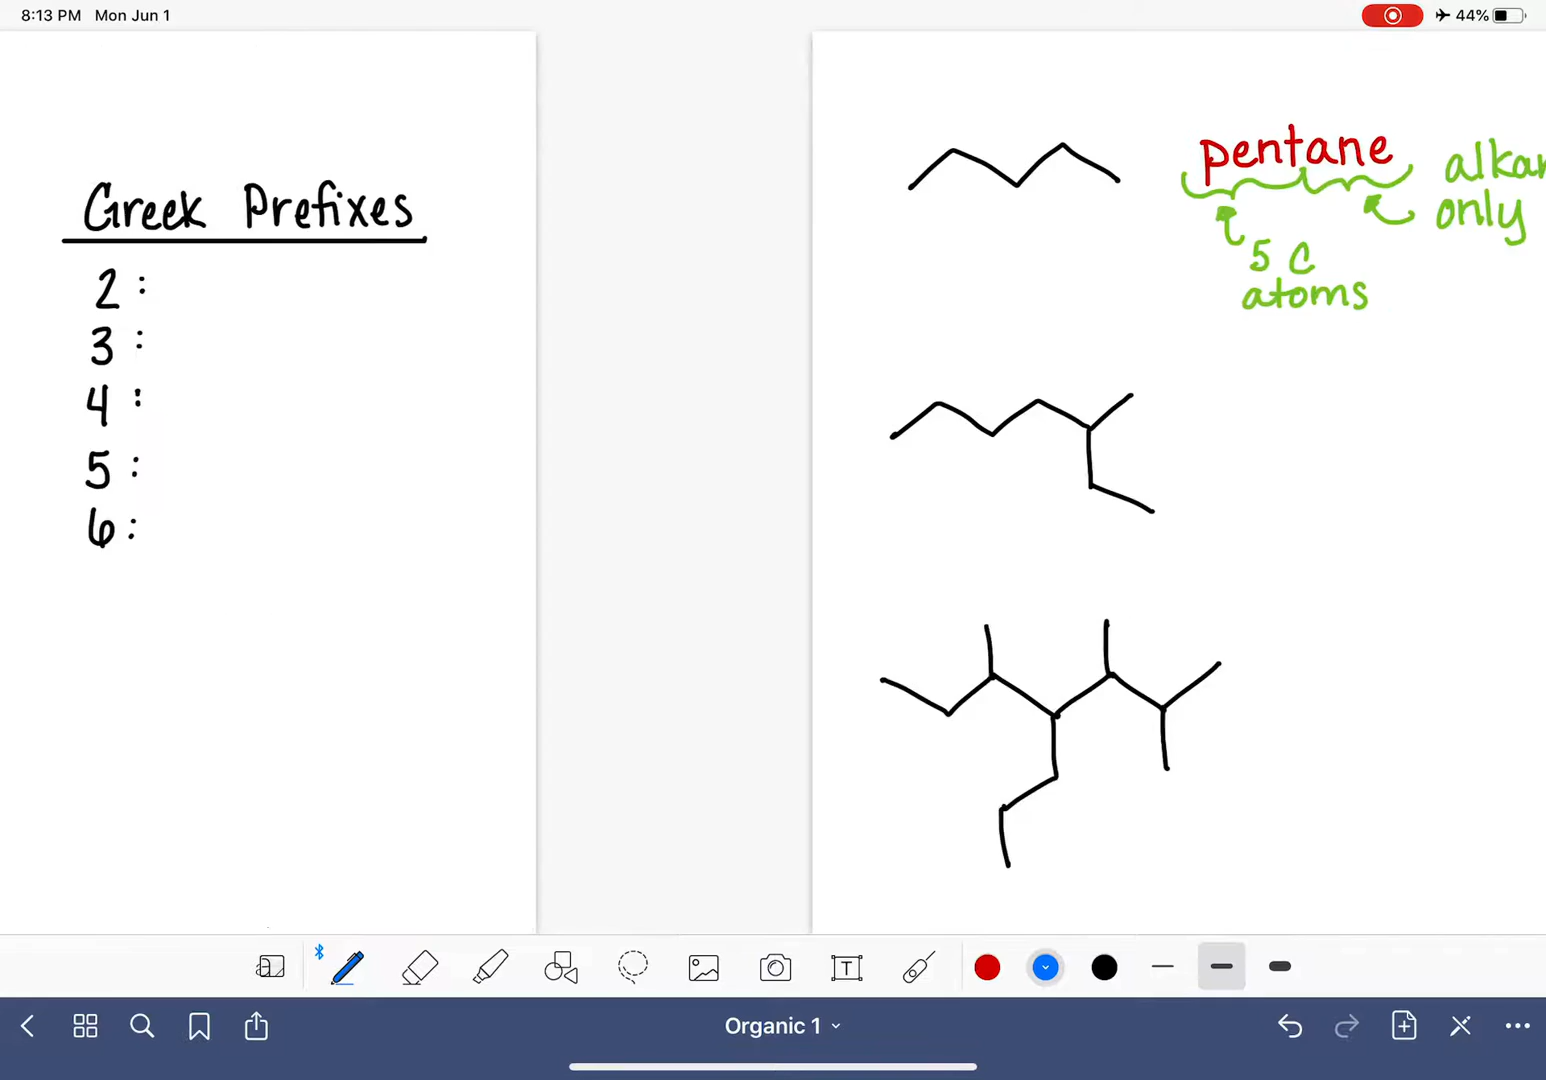 8:13 PM Mon Jun 1
44%
Greek Prefixes
2 :
3 :
4 :
5 :
6 :
pentane
only
5 C
atoms
T
Organic 1